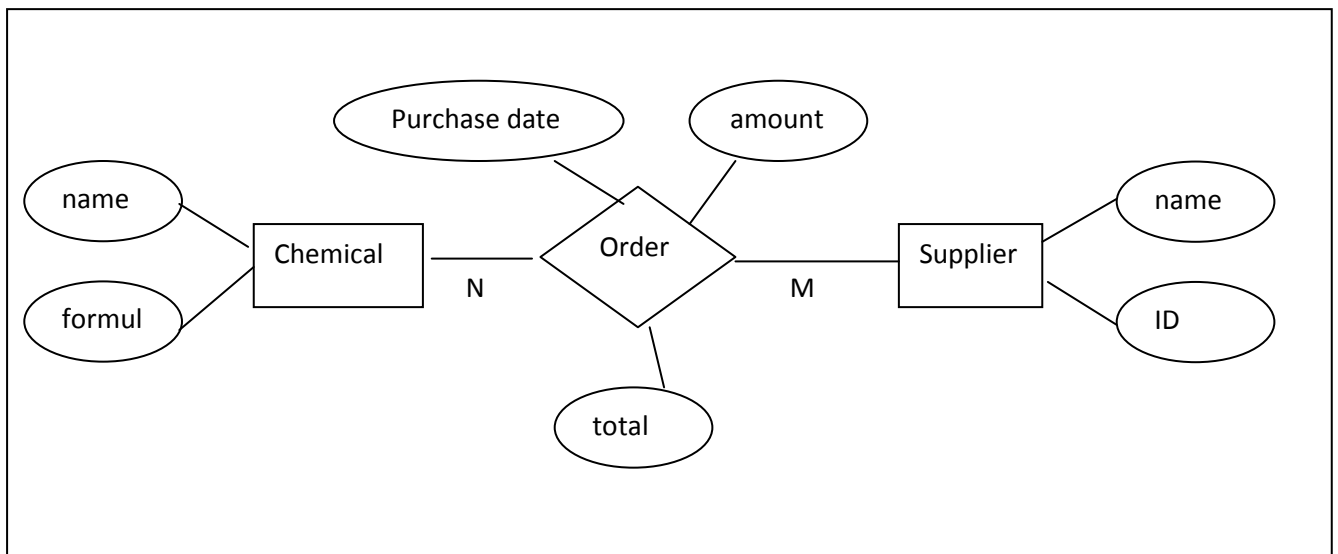 Purchase date
amount
name
name
Chemical
Order
Supplier
N
M
formul
ID
total